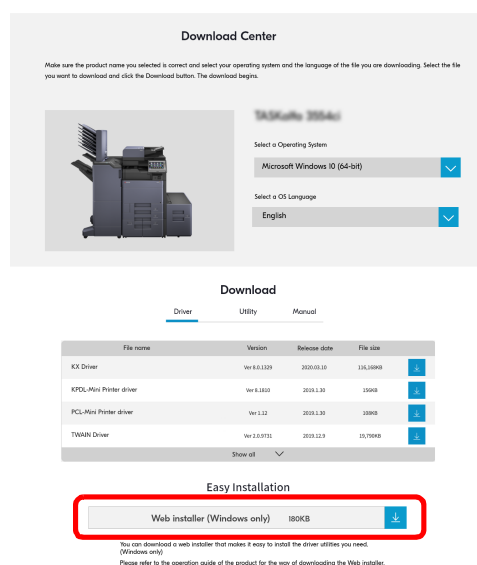 Download Center
Make sure the product name you selected is correct and select your operating system and the language of the file you are downloading. Select the file
you want to download and click the Download button. The download begins.
Select a Operating System
Microsoft Windows 10 (64-bit)
Select a OS Language
English
Download
Driver Utility Manual
File name Version Release date File size
KX Driver Ver 8.0.1329 2020.03.10 116,168KB
KPDL-Mini Printer driver Ver 8.1810 2019.1.30 156KB
PCL-Mini Printer driver Ver 1.12 2019.1.30 108KB
TWAIN Driver Ver 2.0.9731 2019.12.9 19,790KB
Show all
Easy Installation
Web installer (Windows only) 180KB
You can download a web installer that makes it easy to install the driver utilities you need.
(Windows only)
Please refer to the operation guide of the product for the way of downloading the Web installer.